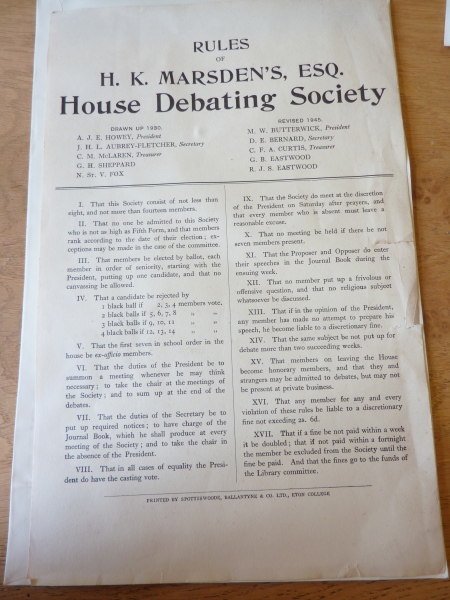 RULES
OF
H. K. MARSDEN'S, ESQ.
House Debating Society
DRAWN UP 1930.
A. J. E. HOWEY, President
J. H. L. AUBREY-FLETCHER, Secretary
C. M. McLAREN, Treasurer
G. H. SHEPPARD
N. St. V. FOX
REVISED 1945.
M. W. BUTTERWICK, President
D. E. BERNARD, Secretary
C. F. A. CURTIS, Treasurer
G. B. EASTWOOD
R. J. S. EASTWOOD
I. That this Society consist of not less
than eight, and not more than fourteen members.
II. That no one be admitted to this Society
who is not as high as Fifth Form, and that members
rank according to the date of their election; ex-
ceptions may be made in the case of the committee.
III. That members be elected by ballot, each
member in order of seniority, starting with the
President, putting up one candidate, and that no
canvassing be allowed.
IV. That a candidate be rejected by
1 black ball if 2, 3, 4 members vote.
2 black balls if 5, 6, 7, 8 „ „
3 black balls if 9, 10, 11 „ „
4 black balls if 12, 13, 14 „ „
V. That the first seven in school order in the
house be ex-officio members.
VI. That the duties of the President be to
summon a meeting whenever he may think
necessary; to take the chair at the meetings of
the Society; and to sum up at the end of the
debates.
VII. That the duties of the Secretary be to
put up required notices; to have charge of the
Journal Book, which he shall produce at every
meeting of the Society; and to take the chair in
the absence of the President.
VIII. That in all cases of equality the Presi-
dent do have the casting vote.
IX. That the Society do meet at the discretion
of the President on Saturday after prayers, and
that every member who is absent must have a
reasonable excuse.
X. That no meeting be held if there be not
seven members present.
XI. That the Proposer and Opposer do enter
their speeches in the Journal Book during the
ensuing week.
XII. That no member put up a frivolous or
offensive question, and that no religious subject
whatsoever be discussed.
XIII. That if in the opinion of the President,
any member has made no attempt to prepare his
speech, he become liable to a discretionary fine.
XIV. That the same subject be not put up for
debate more than two succeeding weeks.
XV. That members on leaving the House
become honorary members, and that they and
strangers may be admitted to debates, but may not
be present at private business.
XVI. That any member for any and every
violation of these rules be liable to a discretionary
fine not exceeding 2s. 6d.
XVII. That if a fine be not paid within a week
it be doubled; that if not paid within a fortnight
the member be excluded from the Society until the
fine be paid. And that the fines go to the funds of
the Library committee.
PRINTED BY SPOTTISWOODE, BALLANTYNE & CO. LTD., ETON COLLEGE